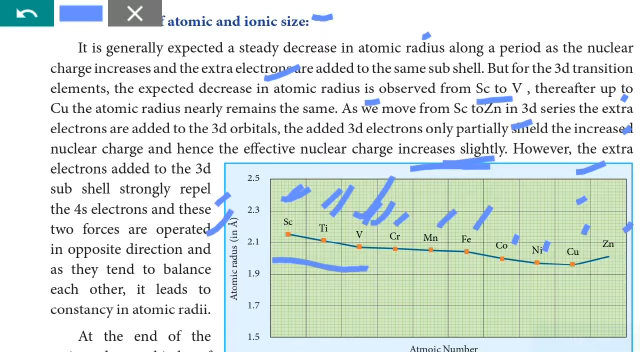 f atomic and ionic size:
It is generally expected a steady decrease in atomic radius along a period as the nuclear
charge increases and the extra electrons are added to the same sub shell. But for the 3d transition
elements, the expected decrease in atomic radius is observed from Sc to V , thereafter up to
Cu the atomic radius nearly remains the same. As we move from Sc toZn in 3d series the extra
electrons are added to the 3d orbitals, the added 3d electrons only partially shield the increased
nuclear charge and hence the effective nuclear charge increases slightly. However, the extra
electrons added to the 3d
sub shell strongly repel
the 4s electrons and these
two forces are operated
in opposite direction and
as they tend to balance
each other, it leads to
constancy in atomic radii.
At the end of the
2.5
2.3
2.1
1.9
1.7
1.5
Atomic radius (in Å)
Sc
Ti
V
Cr
Mn
Fe
Co
Ni
Cu
Zn
Atmoic Number